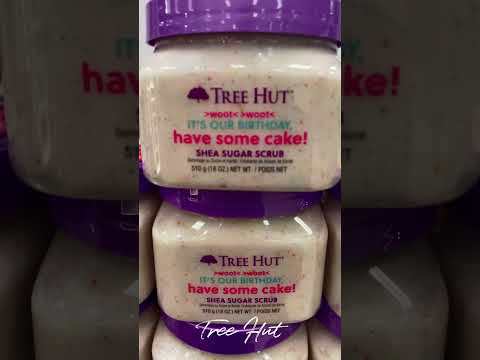 TREE HUT
>woot< >woot<
IT'S OUR BIRTHDAY,
have some cake!
SHEA SUGAR SCRUB
510 g (18 OZ.) NET WT. / POIDS NET
TREE HUT
>woot< >woot<
IT'S OUR BIRTHDAY,
have some cake!
SHEA SUGAR SCRUB
510 g (18 OZ.) NET WT. / POIDS NET
Tree Hut